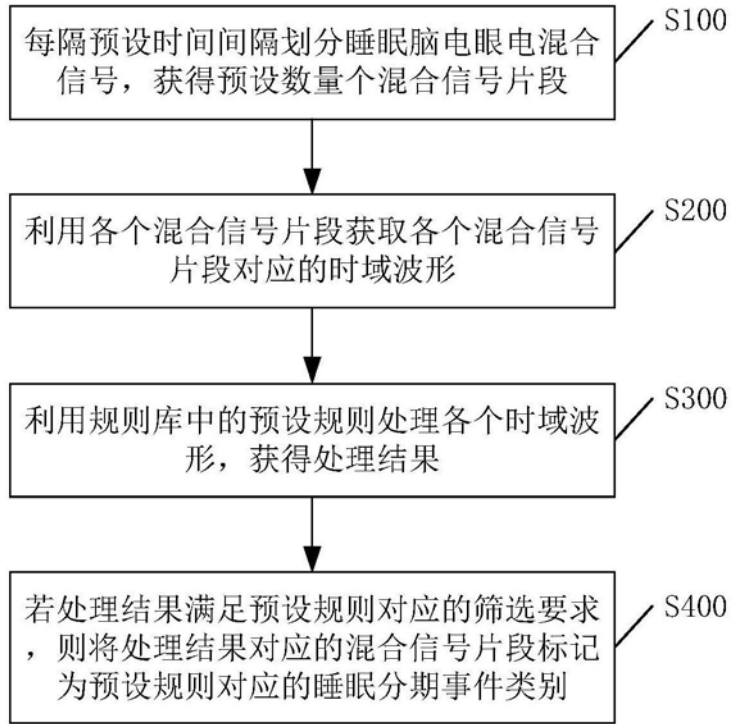 每隔预设时间间隔划分睡眠脑电眼电混合
信号，获得预设数量个混合信号片段
S100
利用各个混合信号片段获取各个混合信号
片段对应的时域波形
S200
利用规则库中的预设规则处理各个时域波
形，获得处理结果
S300
若处理结果满足预设规则对应的筛选要求
，则将处理结果对应的混合信号片段标记
为预设规则对应的睡眠分期事件类别
S400